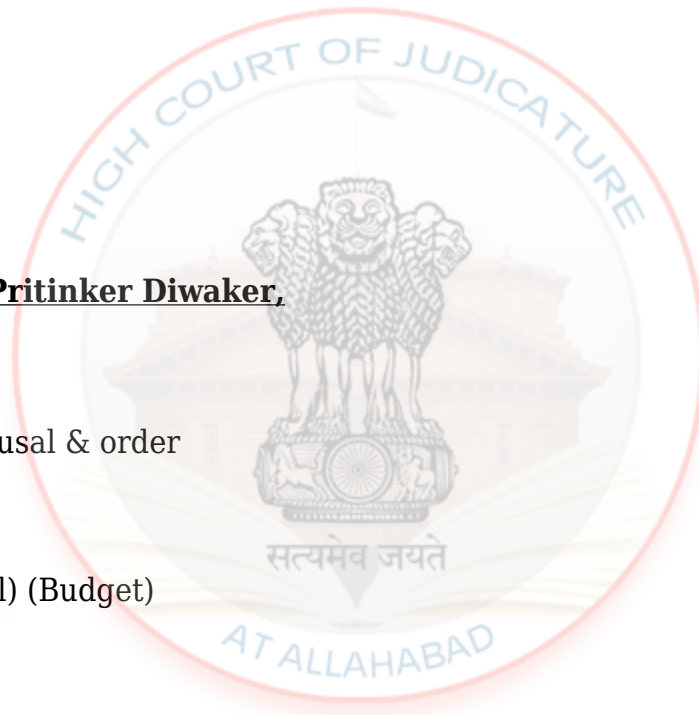 HIGH COURT OF JUDICATURE
Pritinker Diwaker,
usal & order
सत्यमेव जयते
l) (Budget)
AT ALLAHABAD